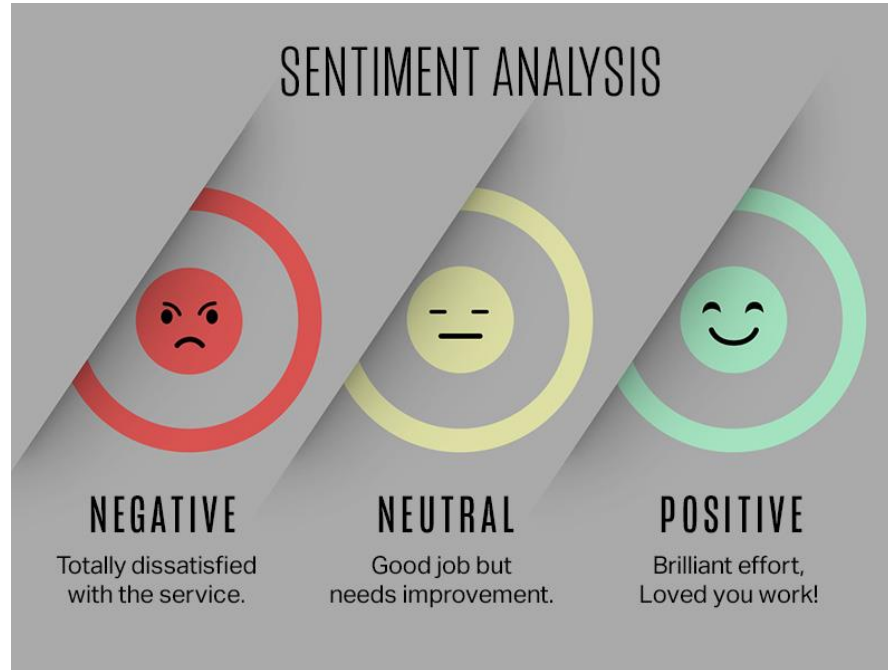 SENTIMENT ANALYSIS
NEGATIVE
Totally dissatisfied
with the service.
NEUTRAL
Good job but
needs improvement.
POSITIVE
Brilliant effort,
Loved you work!